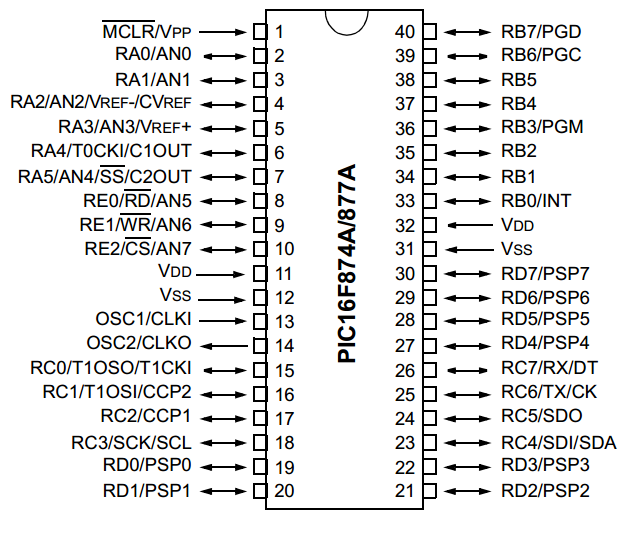 MCLR/VPP 1 40 RB7/PGD
RA0/AN0 2 39 RB6/PGC
RA1/AN1 3 38 RB5
RA2/AN2/VREF-/CVREF 4 37 RB4
RA3/AN3/VREF+ 5 36 RB3/PGM
RA4/T0CKI/C1OUT 6 35 RB2
RA5/AN4/SS/C2OUT 7 34 RB1
RE0/RD/AN5 8 33 RB0/INT
RE1/WR/AN6 9 32 VDD
RE2/CS/AN7 10 31 VSS
VDD 11 30 RD7/PSP7
VSS 12 29 RD6/PSP6
OSC1/CLKI 13 28 RD5/PSP5
OSC2/CLKO 14 27 RD4/PSP4
RC0/T1OSO/T1CKI 15 26 RC7/RX/DT
RC1/T1OSI/CCP2 16 25 RC6/TX/CK
RC2/CCP1 17 24 RC5/SDO
RC3/SCK/SCL 18 23 RC4/SDI/SDA
RD0/PSP0 19 22 RD3/PSP3
RD1/PSP1 20 21 RD2/PSP2
PIC16F874A/877A